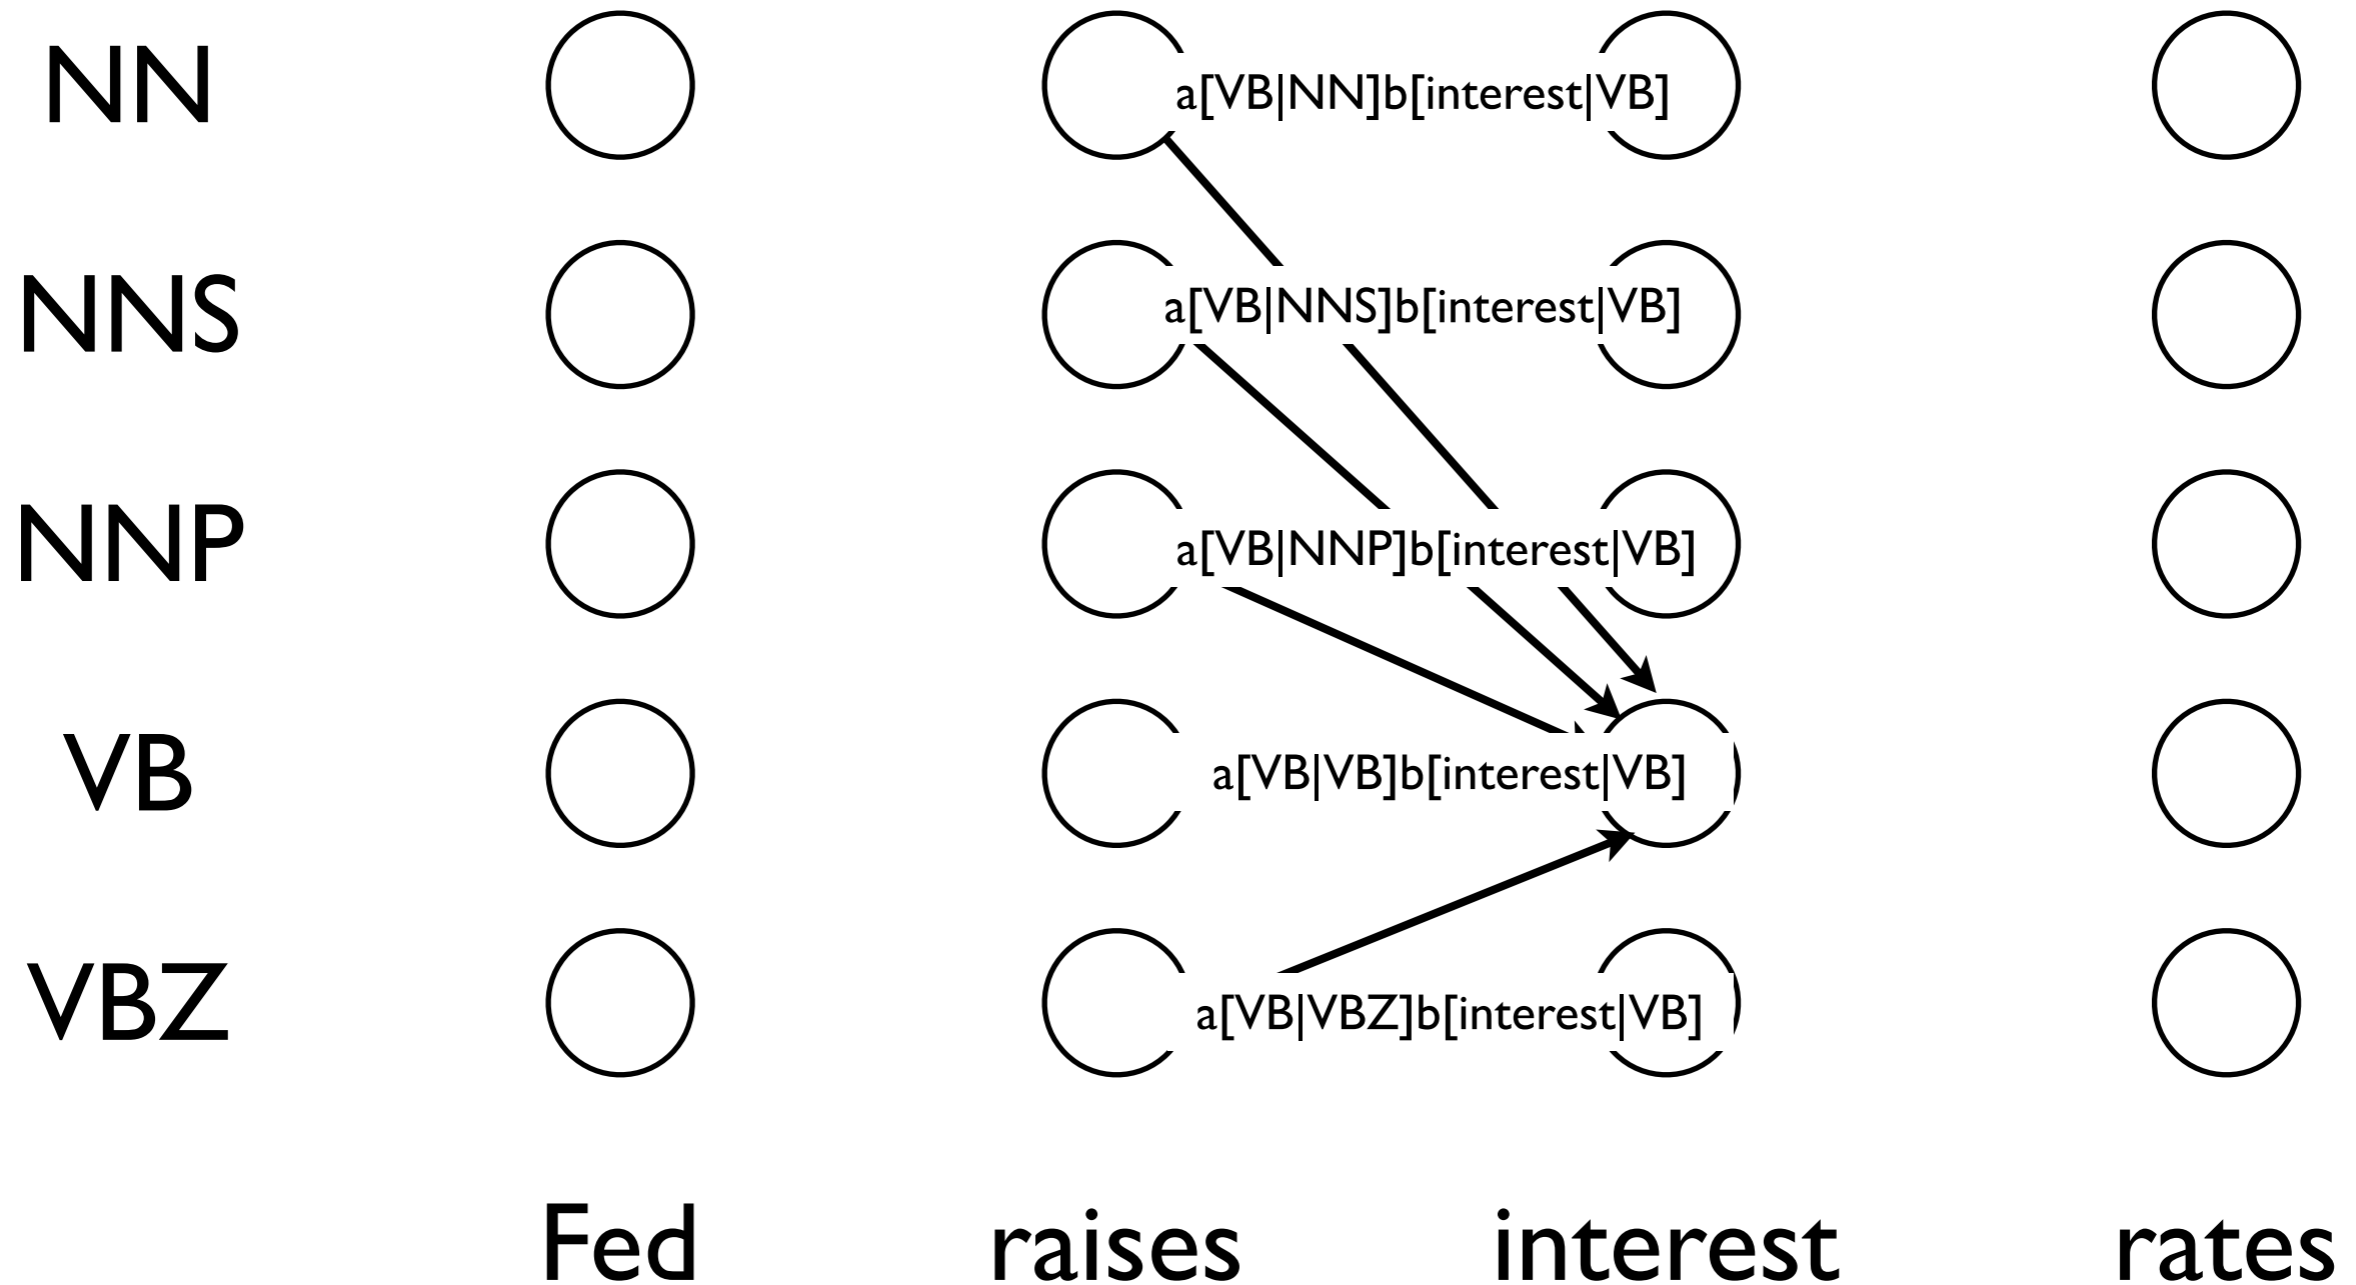 NN a[VB|NN]b[interest|VB]
NNS a[VB|NNS]b[interest|VB]
NNP a[VB|NNP]b[interest|VB]
VB a[VB|VB]b[interest|VB]
VBZ a[VB|VBZ]b[interest|VB]
Fed raises interest rates